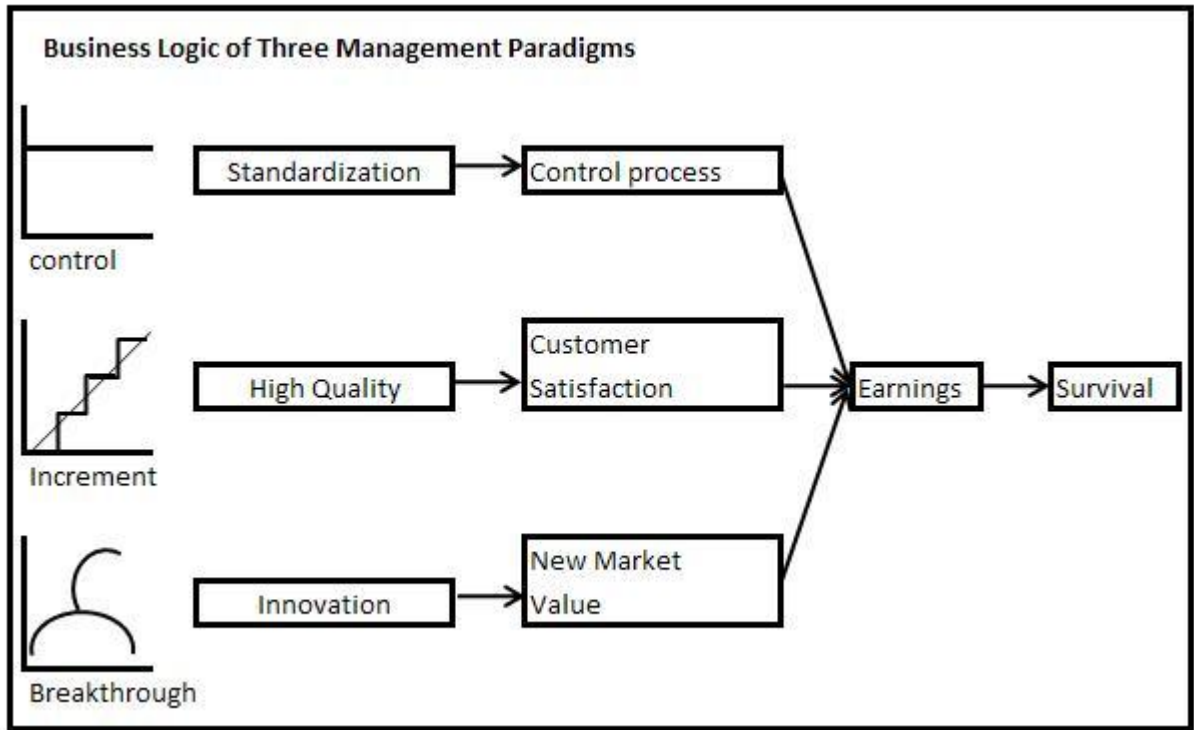 Business Logic of Three Management Paradigms
Standardization
Control process
control
Customer
Satisfaction
High Quality
Earnings
Survival
Increment
New Market
Value
Innovation
Breakthrough